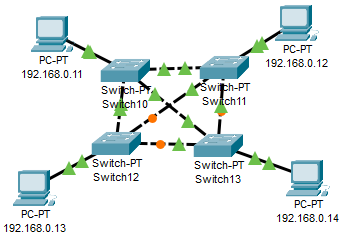 PC-PT
192.168.0.11
PC-PT
192.168.0.12
Switch-PT
Switch10
Switch-PT
Switch11
Switch-PT
Switch12
Switch-PT
Switch13
PC-PT
192.168.0.13
PC-PT
192.168.0.14